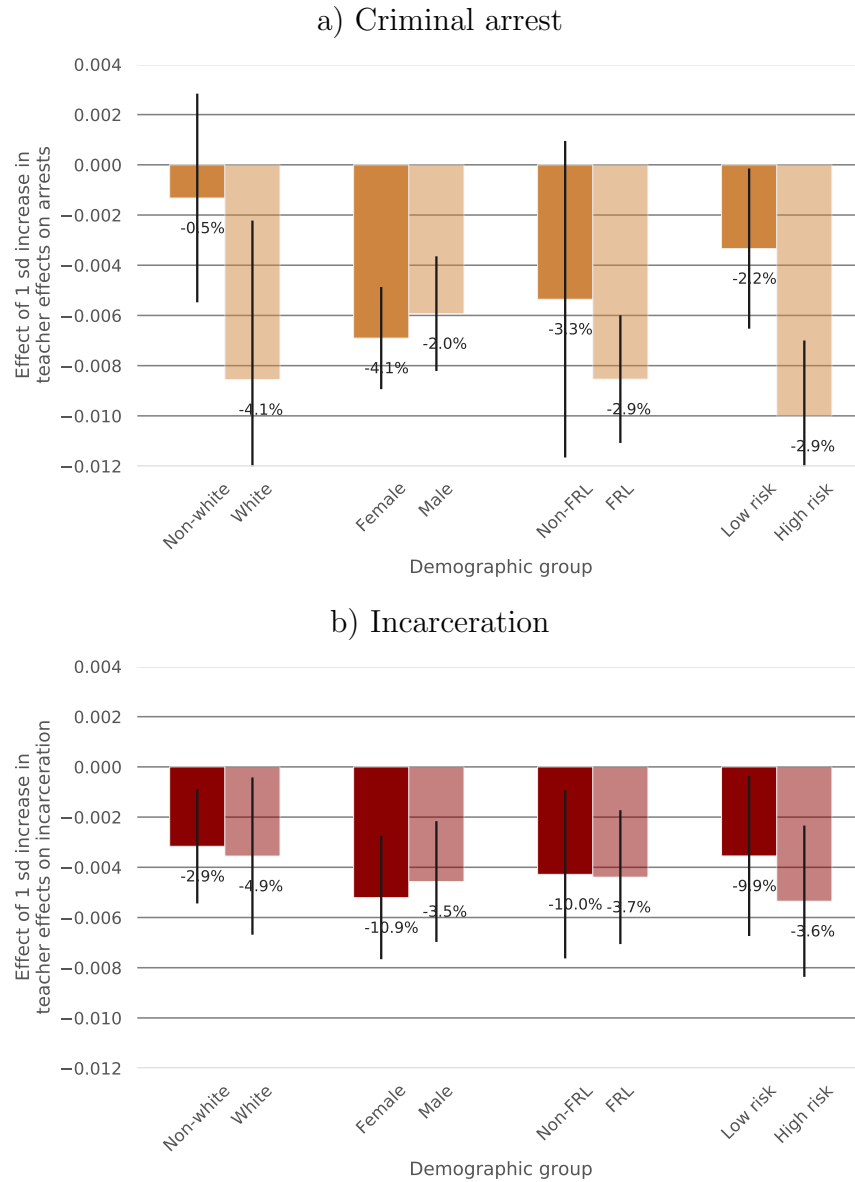 a) Criminal arrest
0.004
0.002
0.000
−0.002
−0.004
−0.006
−0.008
−0.010
−0.012
Effect of 1 sd increase in
teacher effects on arrests
-0.5%
-4.1%
-4.1%
-2.0%
-3.3%
-2.9%
-2.2%
-2.9%
Non-white
White
Female
Male
Non-FRL
FRL
Low risk
High risk
Demographic group
b) Incarceration
0.004
0.002
0.000
−0.002
−0.004
−0.006
−0.008
−0.010
−0.012
Effect of 1 sd increase in
teacher effects on incarceration
-2.9%
-4.9%
-10.9%
-3.5%
-10.0%
-3.7%
-9.9%
-3.6%
Non-white
White
Female
Male
Non-FRL
FRL
Low risk
High risk
Demographic group